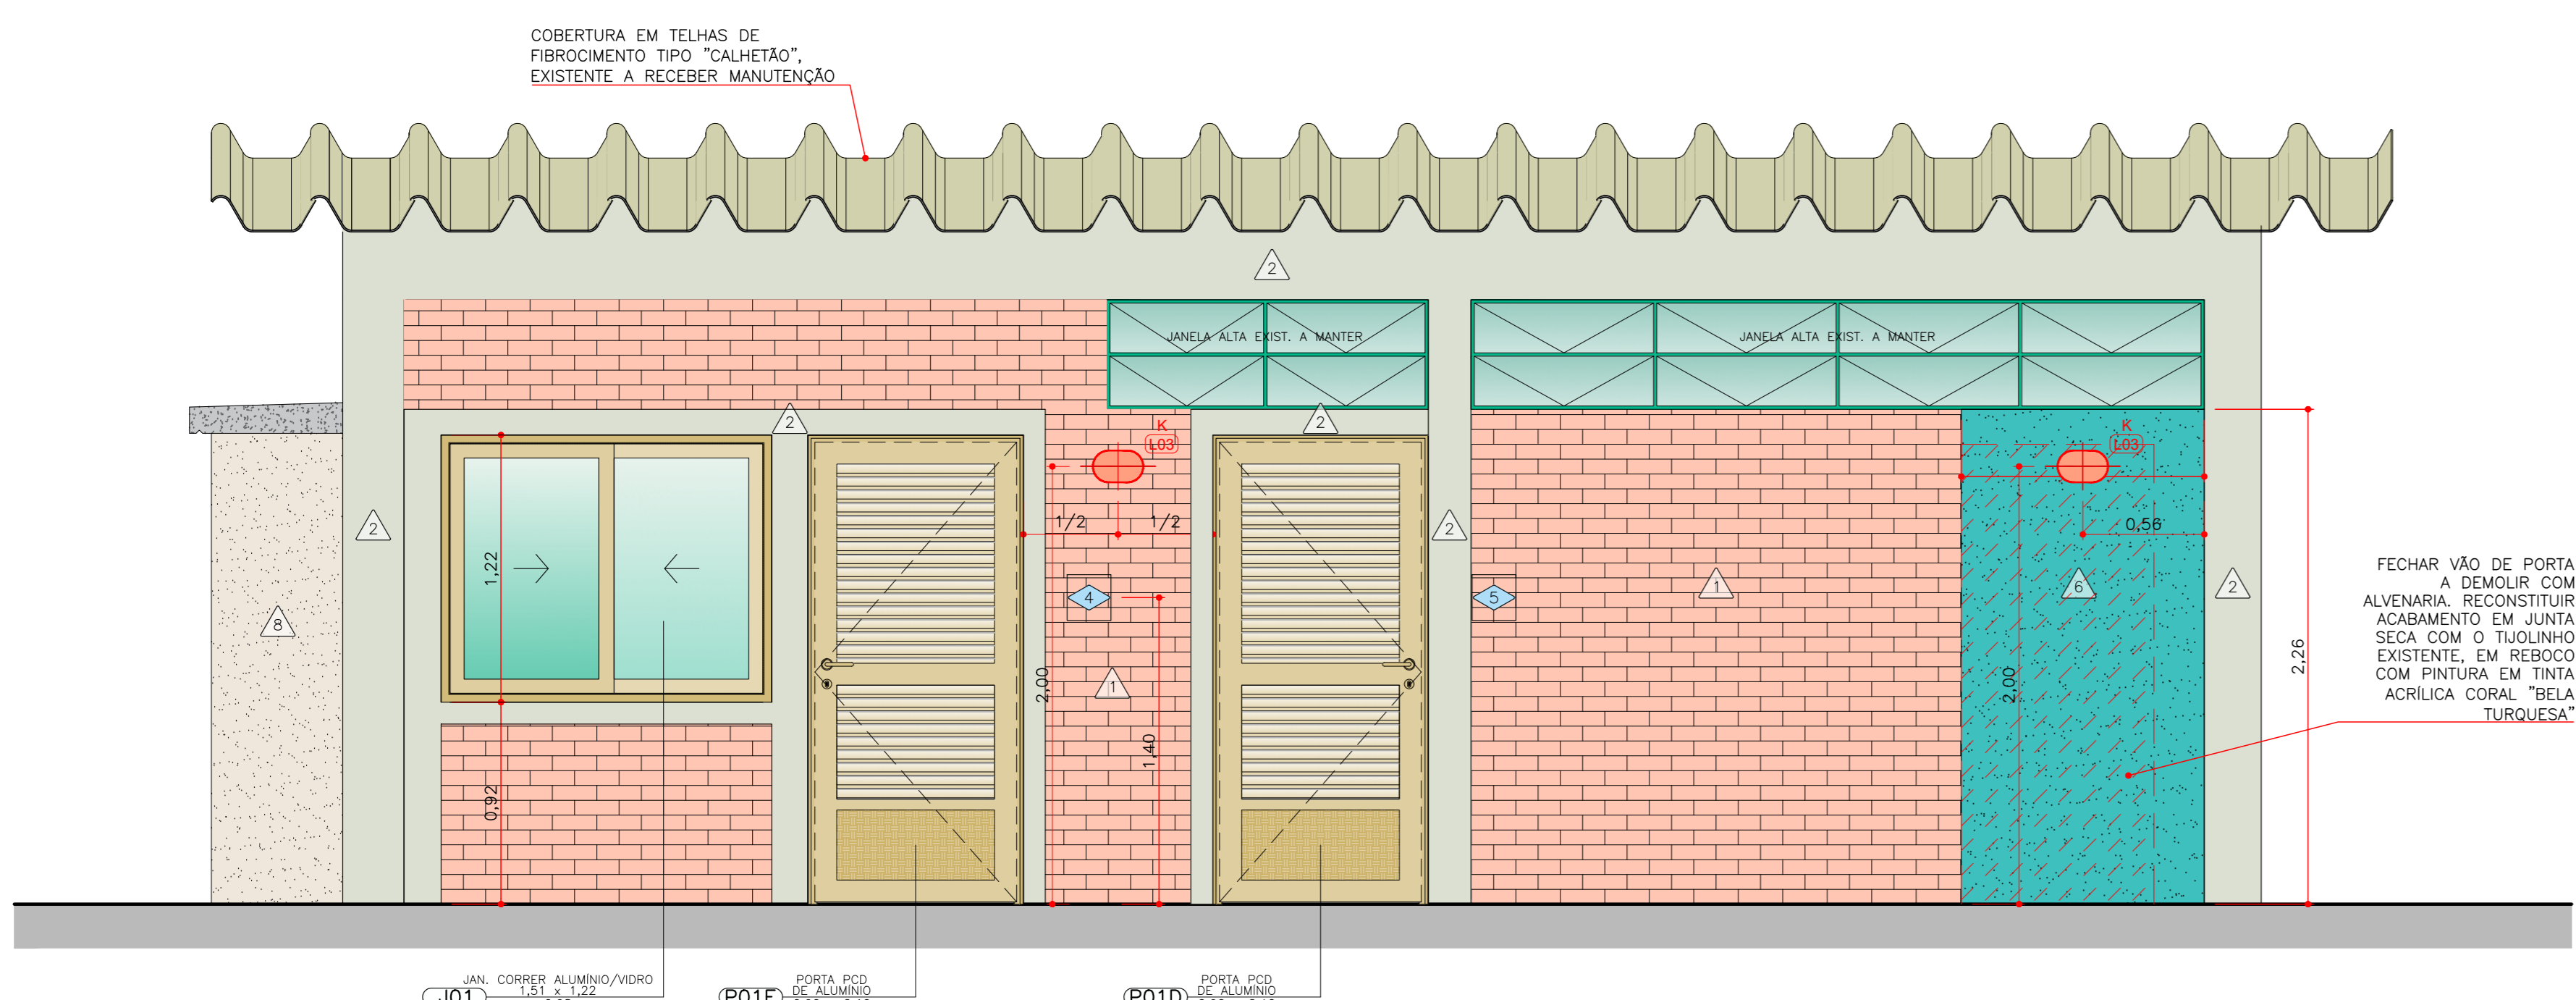 COBERTURA EM TELHAS DE
FIBROCIMENTO TIPO "CALHETÃO",
EXISTENTE A RECEBER MANUTENÇÃO
2
JANELA ALTA EXIST. A MANTER
JANELA ALTA EXIST. A MANTER
2
2
K
L03
K
L03
2
1,22
1/2
1/2
2
0,56
8
4
5
1
6
2
FECHAR VÃO DE PORTA
A DEMOLIR COM
ALVENARIA. RECONSTITUIR
ACABAMENTO EM JUNTA
SECA COM O TIJOLINHO
EXISTENTE, EM REBOCO
COM PINTURA EM TINTA
ACRÍLICA CORAL "BELA
TURQUESA"
2,26
2,00
1
2,00
1,40
0,92
JAN. CORRER ALUMÍNIO/VIDRO
1,51 x 1,22
J01
PORTA PCD
DE ALUMÍNIO
P01E
PORTA PCD
DE ALUMÍNIO
P01D